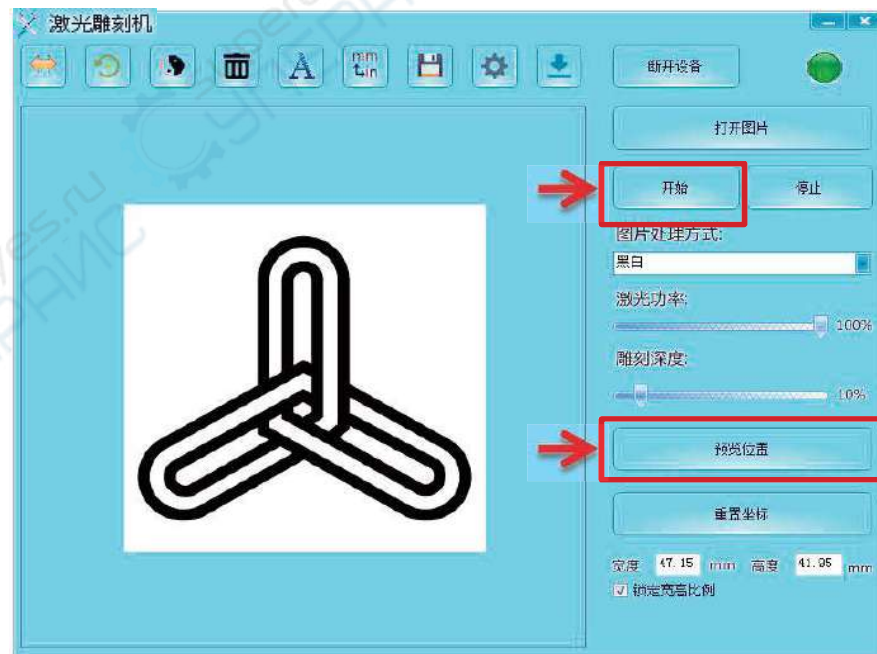 激光雕刻机
A
mm
in
断开设备
打开图片
开始
停止
图片处理方式:
黑白
激光功率:
100%
雕刻深度:
10%
预览位置
重置坐标
宽度 47.15 mm 高度 41.95 mm
锁定宽高比例